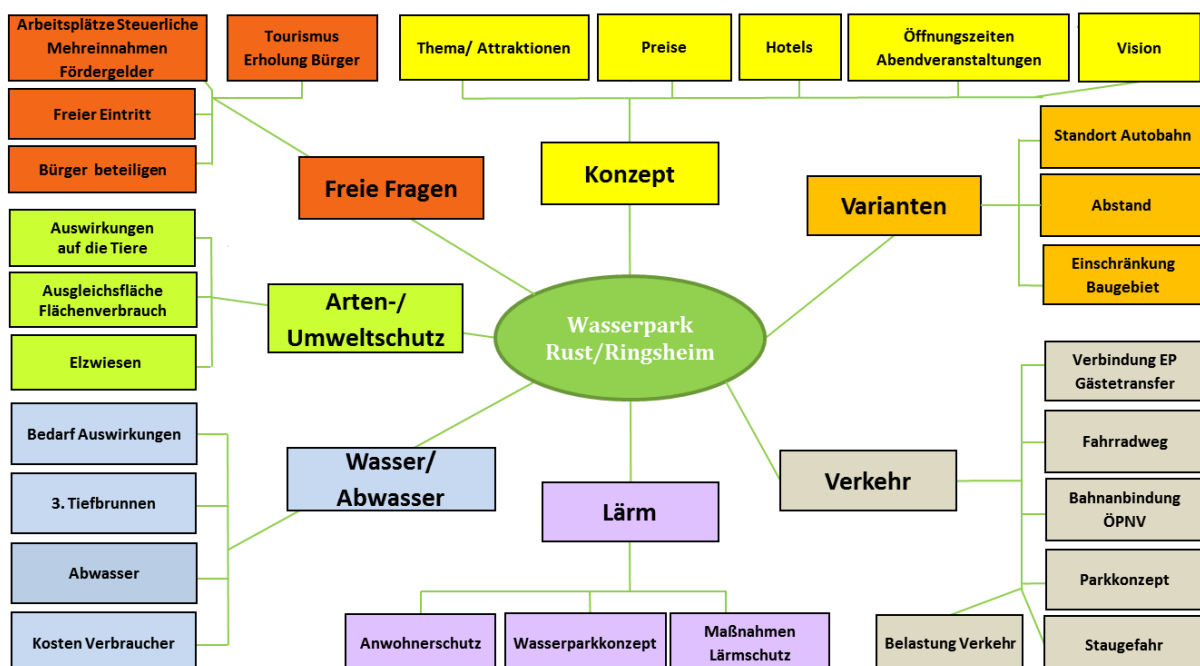 Arbeitsplätze Steuerliche
Mehreinnahmen
Fördergelder
Tourismus
Erholung Bürger
Freier Eintritt
Bürger beteiligen
Freie Fragen
Thema/ Attraktionen
Preise
Hotels
Öffnungszeiten
Abendveranstaltungen
Vision
Konzept
Varianten
Standort Autobahn
Abstand
Einschränkung
Baugebiet
Auswirkungen
auf die Tiere
Ausgleichsfläche
Flächenverbrauch
Elzwiesen
Arten-/
Umweltschutz
Wasserpark
Rust/Ringsheim
Bedarf Auswirkungen
3. Tiefbrunnen
Abwasser
Kosten Verbraucher
Wasser/
Abwasser
Lärm
Anwohnerschutz
Wasserparkkonzept
Maßnahmen
Lärmschutz
Verkehr
Verbindung EP
Gästetransfer
Fahrradweg
Bahnanbindung
ÖPNV
Parkkonzept
Belastung Verkehr
Staugefahr